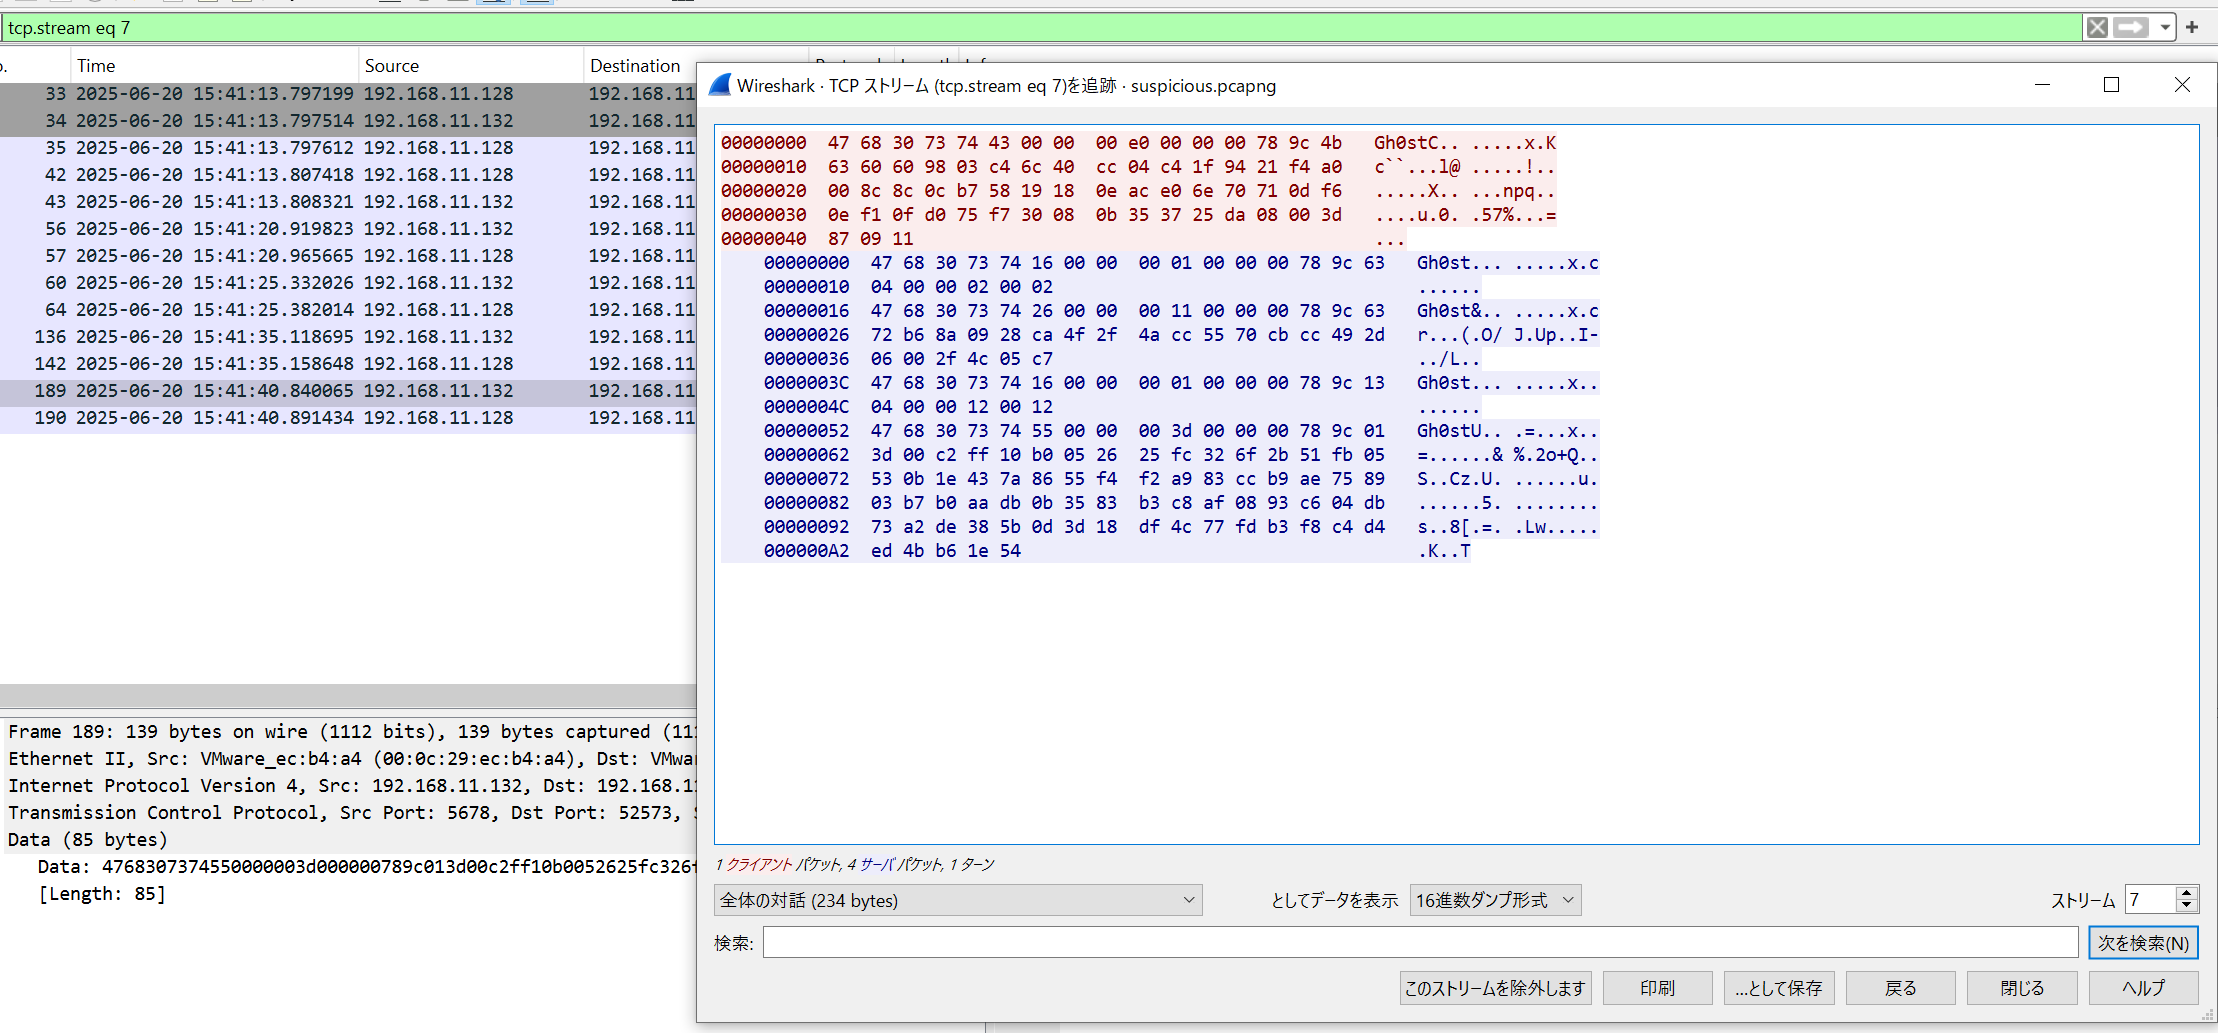 tcp.stream eq 7
Time Source Destination
33 2025-06-20 15:41:13.797199 192.168.11.128 192.168.11
34 2025-06-20 15:41:13.797514 192.168.11.132 192.168.11
35 2025-06-20 15:41:13.797612 192.168.11.128 192.168.11
42 2025-06-20 15:41:13.807418 192.168.11.128 192.168.11
43 2025-06-20 15:41:13.808321 192.168.11.132 192.168.11
56 2025-06-20 15:41:20.919823 192.168.11.132 192.168.11
57 2025-06-20 15:41:20.965665 192.168.11.128 192.168.11
60 2025-06-20 15:41:25.332026 192.168.11.132 192.168.11
64 2025-06-20 15:41:25.382014 192.168.11.128 192.168.11
136 2025-06-20 15:41:35.118695 192.168.11.132 192.168.11
142 2025-06-20 15:41:35.158648 192.168.11.128 192.168.11
189 2025-06-20 15:41:40.840065 192.168.11.132 192.168.11
190 2025-06-20 15:41:40.891434 192.168.11.128 192.168.11
Frame 189: 139 bytes on wire (1112 bits), 139 bytes captured (11
Ethernet II, Src: VMware_ec:b4:a4 (00:0c:29:ec:b4:a4), Dst: VMwa
Internet Protocol Version 4, Src: 192.168.11.132, Dst: 192.168.1
Transmission Control Protocol, Src Port: 5678, Dst Port: 52573,
Data (85 bytes)
Data: 4768307374550000003d000000789c013d00c2ff10b0052625fc326
[Length: 85]
Wireshark · TCP ストリーム (tcp.stream eq 7)を追跡 · suspicious.pcapng
00000000 47 68 30 73 74 43 00 00 00 e0 00 00 00 78 9c 4b Gh0stC.. .....x.K
00000010 63 60 60 98 03 c4 6c 40 cc 04 c4 1f 94 21 f4 a0 c``...l@ .....!..
00000020 00 8c 8c 0c b7 58 19 18 0e ac e0 6e 70 71 0d f6 .....X.. ...npq..
00000030 0e f1 0f d0 75 f7 30 08 0b 35 37 25 da 08 00 3d ....u.0. .57%...=
00000040 87 09 11 ...
00000000 47 68 30 73 74 16 00 00 00 01 00 00 00 78 9c 63 Gh0st... .....x.c
00000010 04 00 00 02 00 02 ......
00000016 47 68 30 73 74 26 00 00 00 11 00 00 00 78 9c 63 Gh0st&.. .....x.c
00000026 72 b6 8a 09 28 ca 4f 2f 4a cc 55 70 cb cc 49 2d r...(.O/ J.Up..I-
00000036 06 00 2f 4c 05 c7 ../L..
0000003C 47 68 30 73 74 16 00 00 00 01 00 00 00 78 9c 13 Gh0st... .....x..
0000004C 04 00 00 12 00 12 ......
00000052 47 68 30 73 74 55 00 00 00 3d 00 00 00 78 9c 01 Gh0stU.. .=...x..
00000062 3d 00 c2 ff 10 b0 05 26 25 fc 32 6f 2b 51 fb 05 =......& %.2o+Q..
00000072 53 0b 1e 43 7a 86 55 f4 f2 a9 83 cc b9 ae 75 89 S..Cz.U. ......u.
00000082 03 b7 b0 aa db 0b 35 83 b3 c8 af 08 93 c6 04 db ......5. ........
00000092 73 a2 de 38 5b 0d 3d 18 df 4c 77 fd b3 f8 c4 d4 s..8[.=. .Lw.....
000000A2 ed 4b b6 1e 54 .K..T
1 クライアント パケット, 4 サーバ パケット, 1 ターン
全体の対話 (234 bytes) としてデータを表示 16進数ダンプ形式 ストリーム 7
検索: 次を検索(N)
このストリームを除外します 印刷 ...として保存 戻る 閉じる ヘルプ